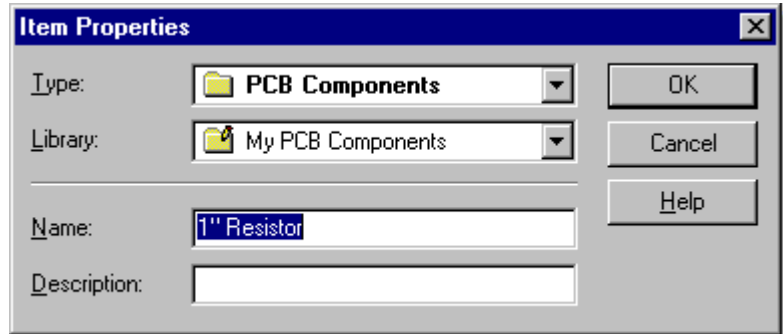 Item Properties
Type: PCB Components OK
Library: My PCB Components Cancel
Help
Name: 1" Resistor
Description: